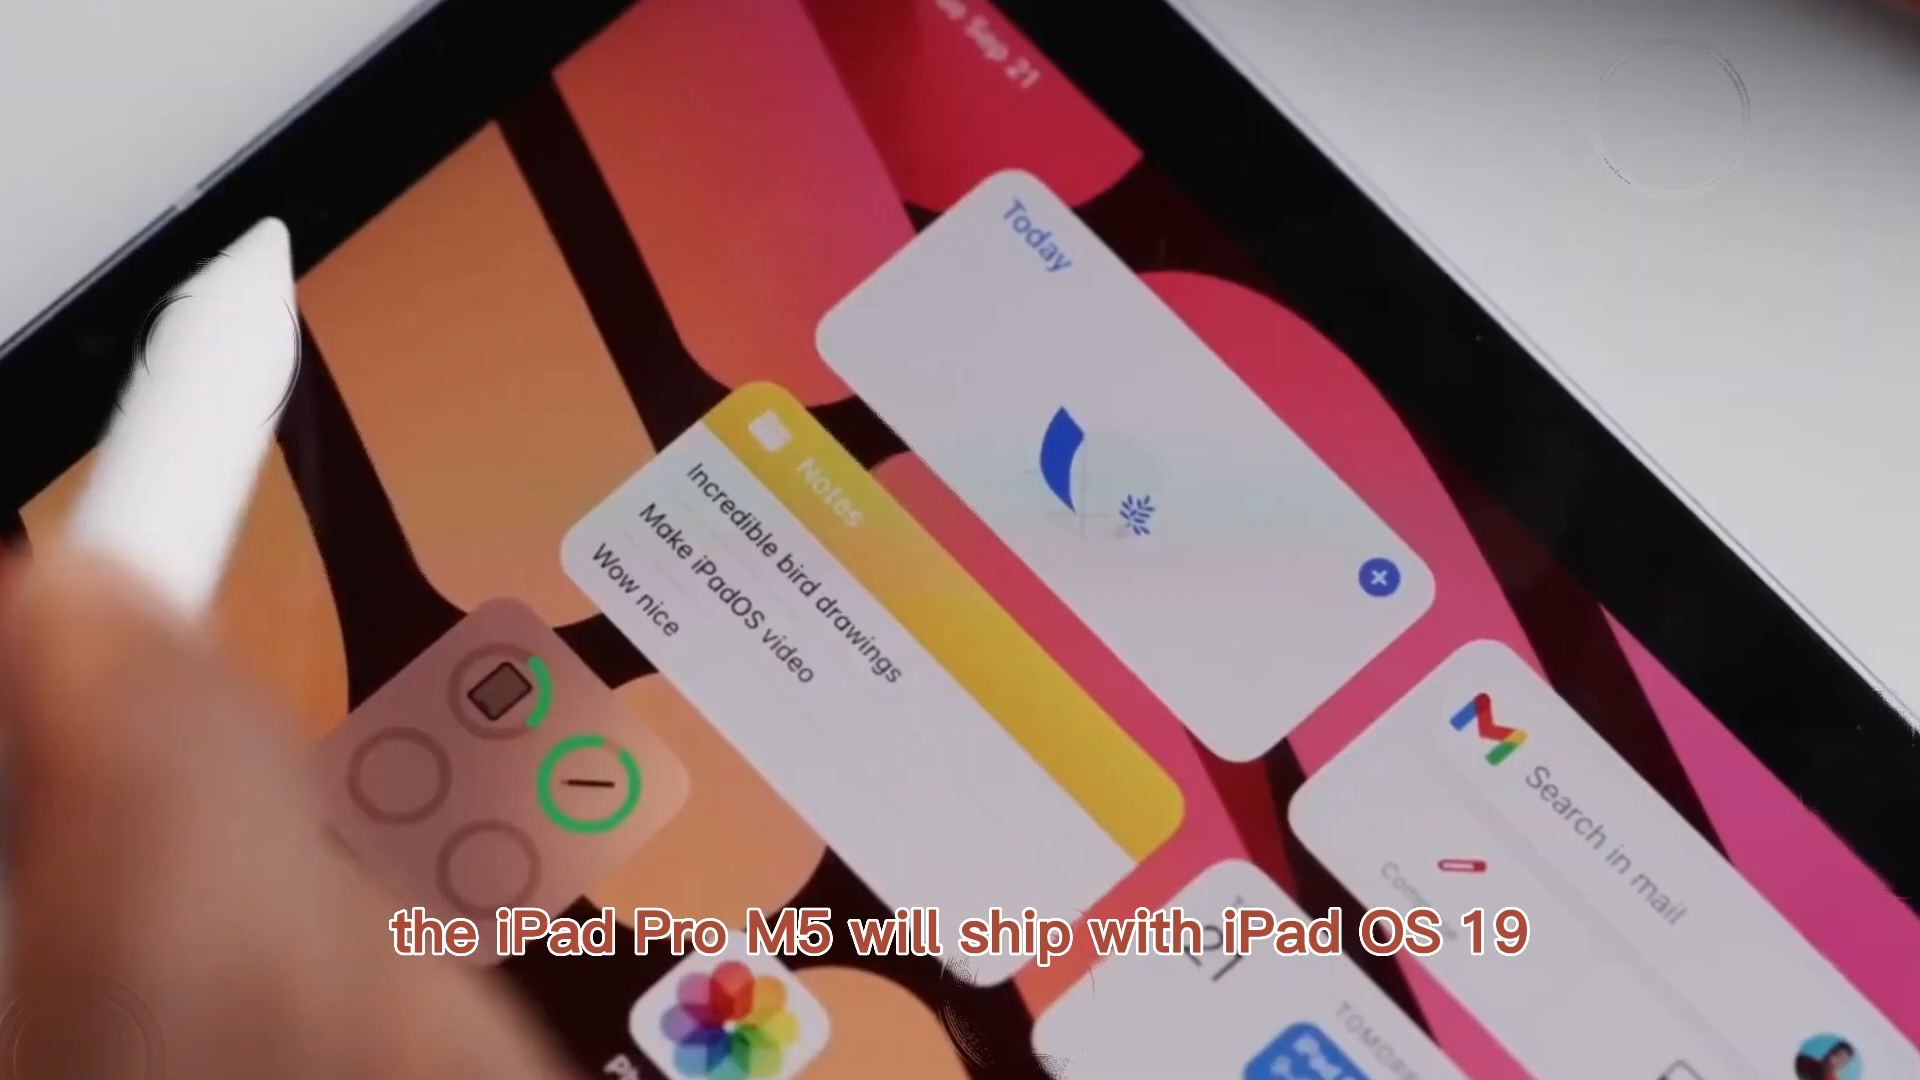 Sep 21
Today
Notes
Incredible bird drawings
Make iPadOS video
Wow nice
Search in mail
21
the iPad Pro M5 will ship with iPad OS 19